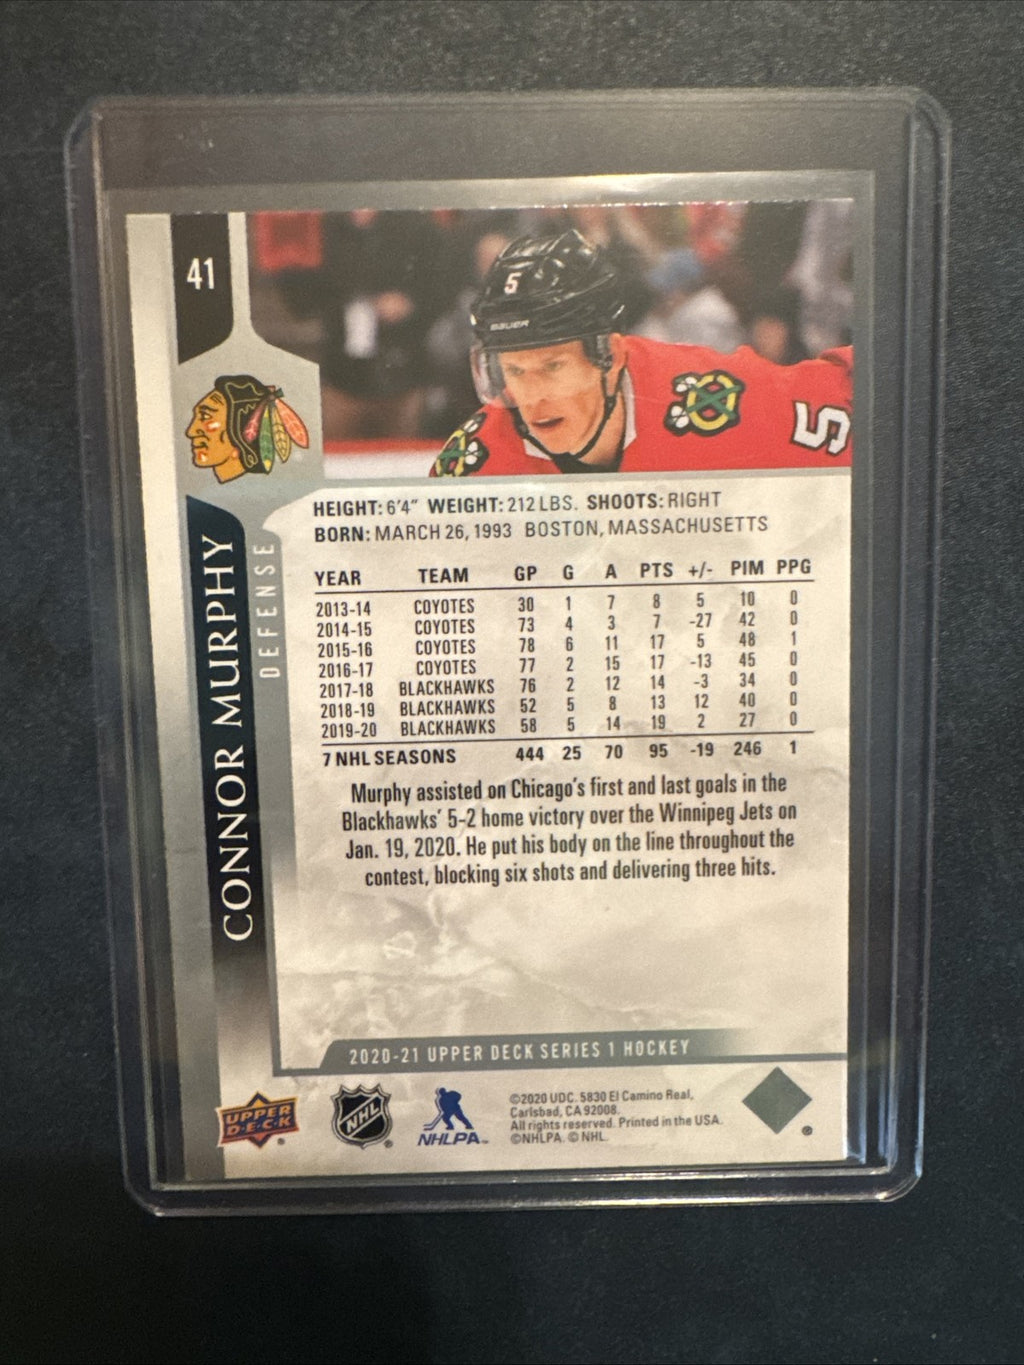 41
5
BAUER
5
CONNOR MURPHY
DEFENSE
HEIGHT: 6'4" WEIGHT: 212 LBS. SHOOTS: RIGHT
BORN: MARCH 26, 1993 BOSTON, MASSACHUSETTS
YEAR TEAM GP G A PTS +/- PIM PPG
2013-14 COYOTES 30 1 7 8 5 10 0
2014-15 COYOTES 73 4 3 7 -27 42 0
2015-16 COYOTES 78 6 11 17 5 48 1
2016-17 COYOTES 77 2 15 17 -13 45 0
2017-18 BLACKHAWKS 76 2 12 14 -3 34 0
2018-19 BLACKHAWKS 52 5 8 13 12 40 0
2019-20 BLACKHAWKS 58 5 14 19 2 27 0
7 NHL SEASONS 444 25 70 95 -19 246 1
Murphy assisted on Chicago's first and last goals in the
Blackhawks' 5-2 home victory over the Winnipeg Jets on
Jan. 19, 2020. He put his body on the line throughout the
contest, blocking six shots and delivering three hits.
2020-21 UPPER DECK SERIES 1 HOCKEY
UPPER
D·E·C·K
®
NHL
®
NHLPA™
©2020 UDC. 5830 El Camino Real,
Carlsbad, CA 92008.
All rights reserved. Printed in the USA.
©NHLPA. © NHL.
®